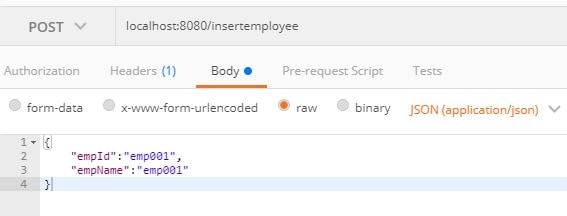 POST localhost:8080/insertemployee
Authorization Headers (1) Body Pre-request Script Tests
form-data x-www-form-urlencoded raw binary JSON (application/json)
1 {
2 "empId":"emp001",
3 "empName":"emp001"
4 }